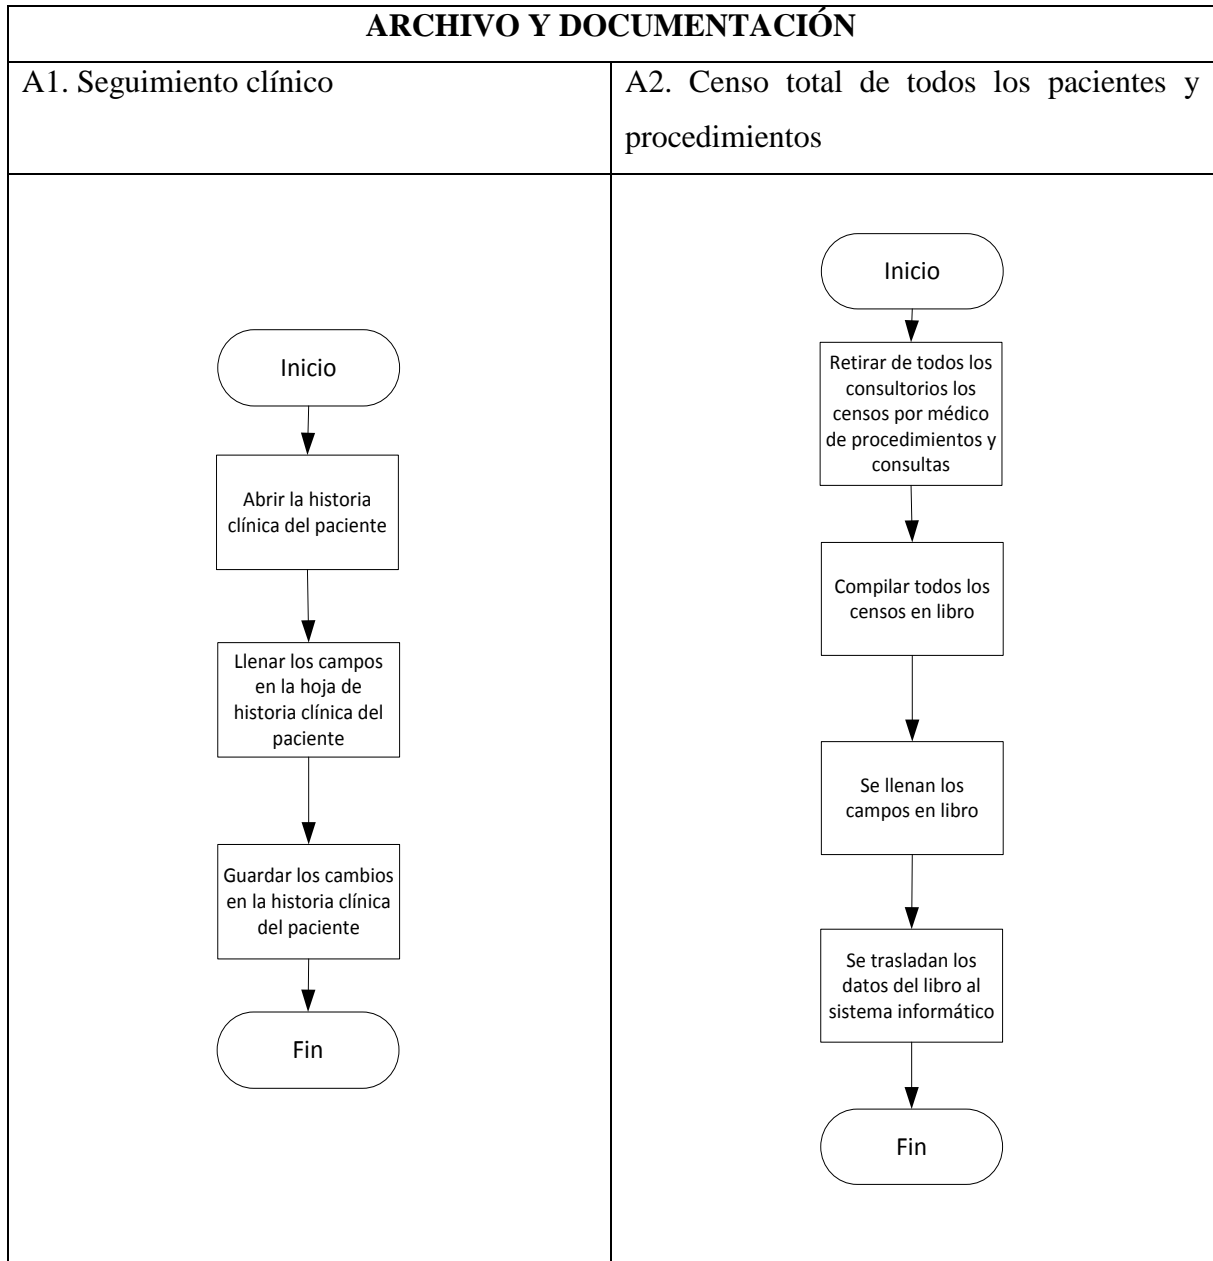 ARCHIVO Y DOCUMENTACIÓN
A1. Seguimiento clínico
A2. Censo total de todos los pacientes y
procedimientos
Inicio
Abrir la historia
clínica del paciente
Llenar los campos
en la hoja de
historia clínica del
paciente
Guardar los cambios
en la historia clínica
del paciente
Fin
Inicio
Retirar de todos los
consultorios los
censos por médico
de procedimientos y
consultas
Compilar todos los
censos en libro
Se llenan los
campos en libro
Se trasladan los
datos del libro al
sistema informático
Fin